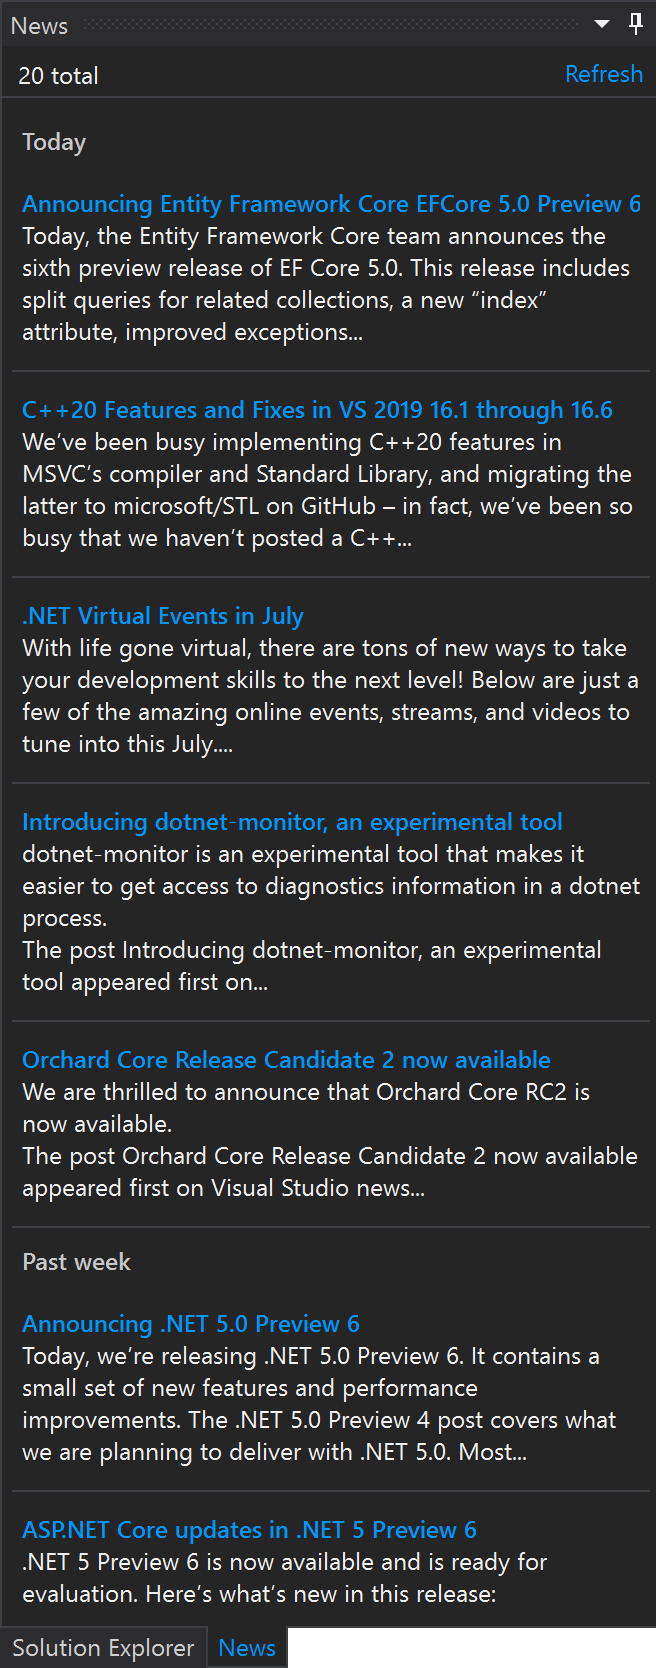 News
20 total
Refresh
Today
Announcing Entity Framework Core EFCore 5.0 Preview 6
Today, the Entity Framework Core team announces the
sixth preview release of EF Core 5.0. This release includes
split queries for related collections, a new “index”
attribute, improved exceptions...
C++20 Features and Fixes in VS 2019 16.1 through 16.6
We’ve been busy implementing C++20 features in
MSVC’s compiler and Standard Library, and migrating the
latter to microsoft/STL on GitHub – in fact, we’ve been so
busy that we haven’t posted a C++...
.NET Virtual Events in July
With life gone virtual, there are tons of new ways to take
your development skills to the next level! Below are just a
few of the amazing online events, streams, and videos to
tune into this July....
Introducing dotnet-monitor, an experimental tool
dotnet-monitor is an experimental tool that makes it
easier to get access to diagnostics information in a dotnet
process.
The post Introducing dotnet-monitor, an experimental
tool appeared first on...
Orchard Core Release Candidate 2 now available
We are thrilled to announce that Orchard Core RC2 is
now available.
The post Orchard Core Release Candidate 2 now available
appeared first on Visual Studio news...
Past week
Announcing .NET 5.0 Preview 6
Today, we’re releasing .NET 5.0 Preview 6. It contains a
small set of new features and performance
improvements. The .NET 5.0 Preview 4 post covers what
we are planning to deliver with .NET 5.0. Most...
ASP.NET Core updates in .NET 5 Preview 6
.NET 5 Preview 6 is now available and is ready for
evaluation. Here’s what’s new in this release:
Solution Explorer
News